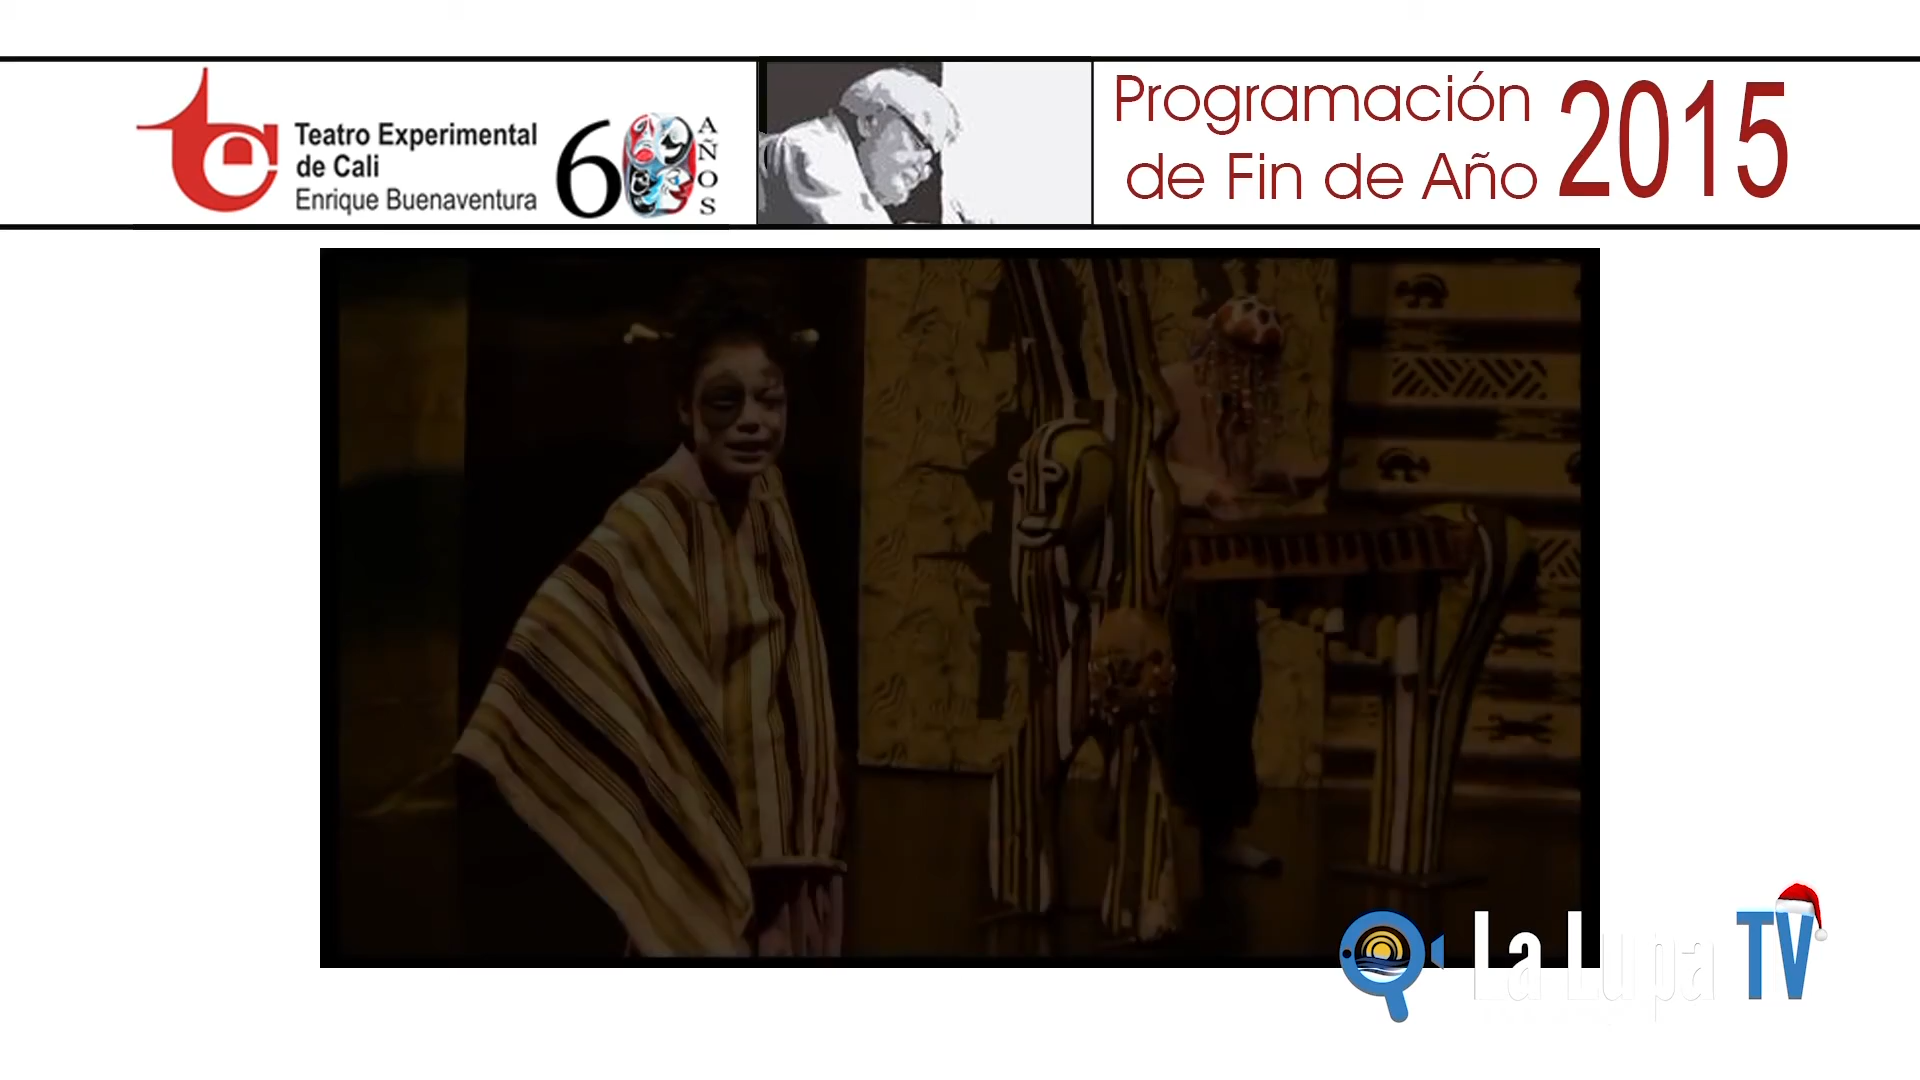 Teatro Experimental
de Cali
Enrique Buenaventura
60 AÑOS
Programación
de Fin de Año 2015
La Lupa TV